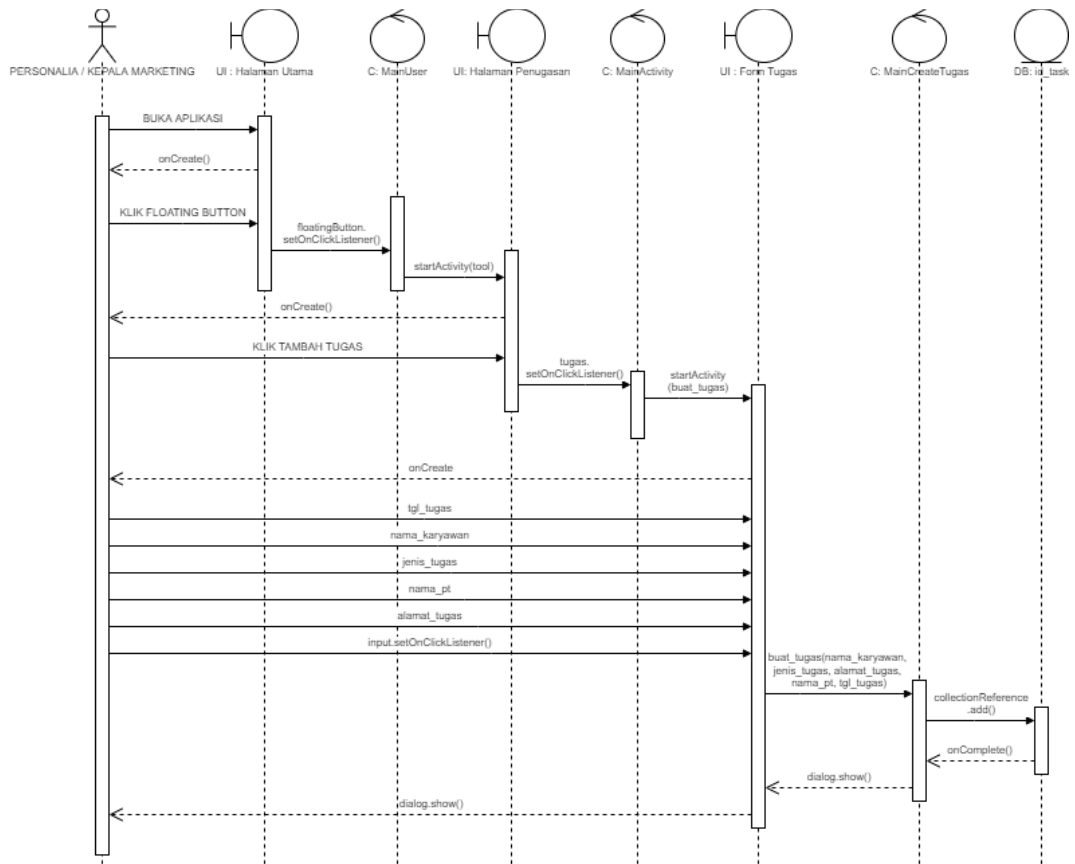 PERSONALIA / KEPALA MARKETING
UI : Halaman Utama
C: MainUser
UI: Halaman Penugasan
C: MainActivity
UI : Form Tugas
C: MainCreateTugas
DB: id_task
BUKA APLIKASI
onCreate()
KLIK FLOATING BUTTON
floatingButton.
setOnClickListener()
startActivity(tool)
onCreate()
KLIK TAMBAH TUGAS
tugas.
setOnClickListener()
startActivity
(buat_tugas)
onCreate
tgl_tugas
nama_karyawan
jenis_tugas
nama_pt
alamat_tugas
input.setOnClickListener()
buat_tugas(nama_karyawan,
jenis_tugas, alamat_tugas,
nama_pt, tgl_tugas)
collectionReference
.add()
onComplete()
dialog.show()
dialog.show()